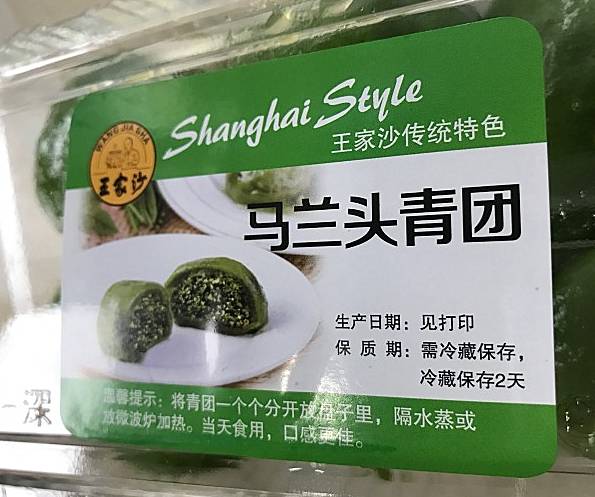 Shanghai Style
WANG JIA SHA
王家沙
王家沙传统特色
马兰头青团
生产日期：见打印
保 质 期：需冷藏保存，
冷藏保存2天
温馨提示：将青团一个个分开放盘子里，隔水蒸或
放微波炉加热。当天食用，口感更佳。
深